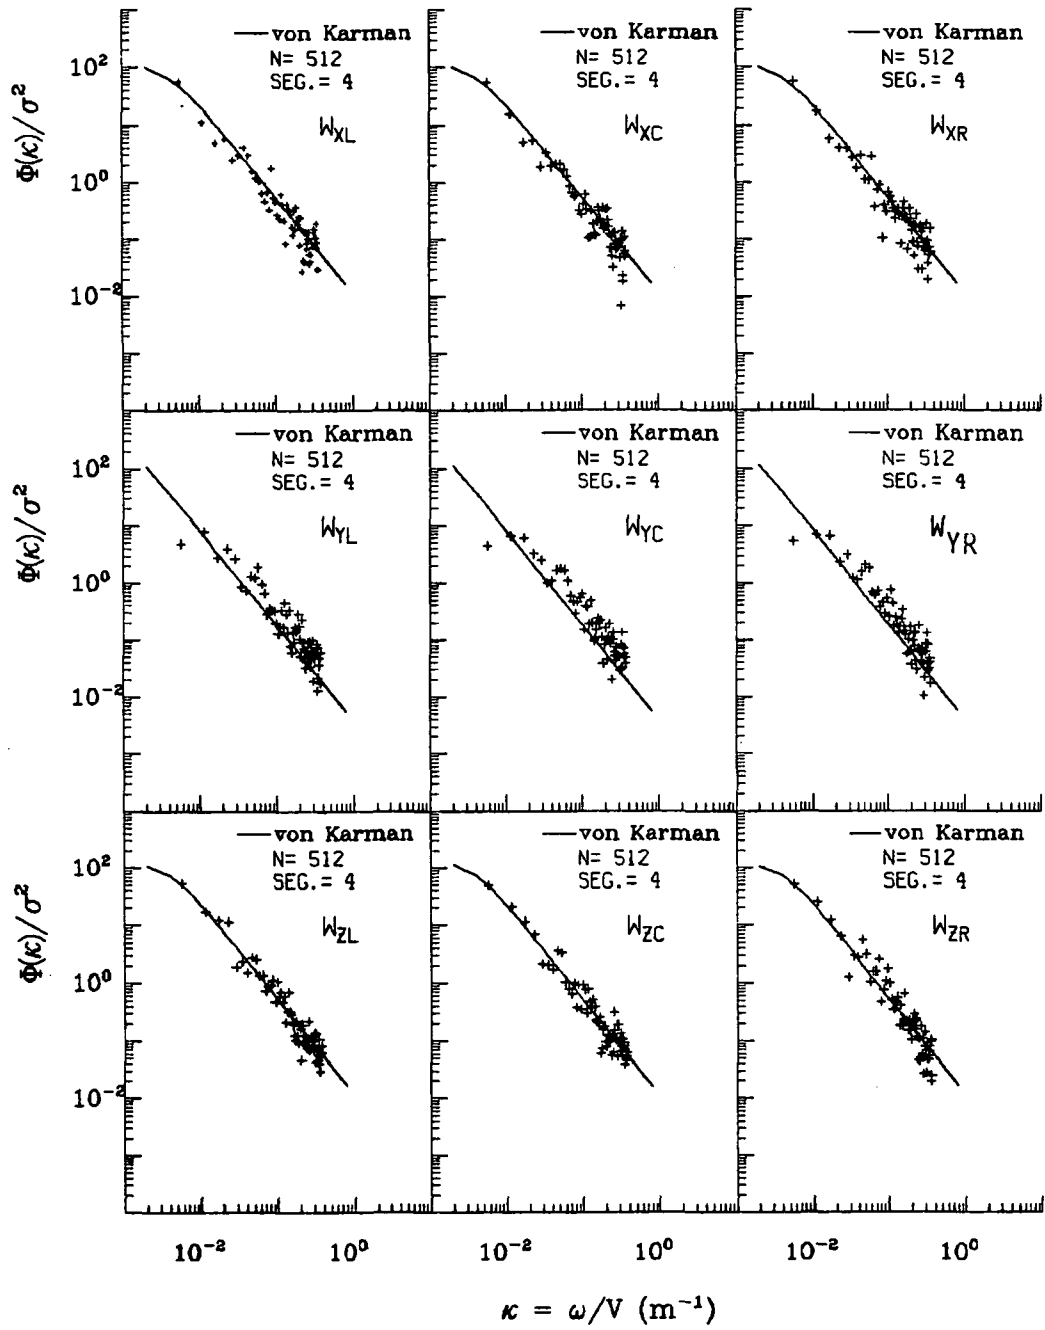 Φ(κ)/σ²
10²
10⁰
10⁻²
von Karman
N= 512
SEG.= 4
W_XL
von Karman
N= 512
SEG.= 4
W_XC
von Karman
N= 512
SEG.= 4
W_XR
Φ(κ)/σ²
10²
10⁰
10⁻²
von Karman
N= 512
SEG.= 4
W_YL
von Karman
N= 512
SEG.= 4
W_YC
von Karman
N= 512
SEG.= 4
W_YR
Φ(κ)/σ²
10²
10⁰
10⁻²
von Karman
N= 512
SEG.= 4
W_ZL
von Karman
N= 512
SEG.= 4
W_ZC
von Karman
N= 512
SEG.= 4
W_ZR
10⁻² 10⁰ 10⁻² 10⁰ 10⁻² 10⁰
κ = ω/V (m⁻¹)